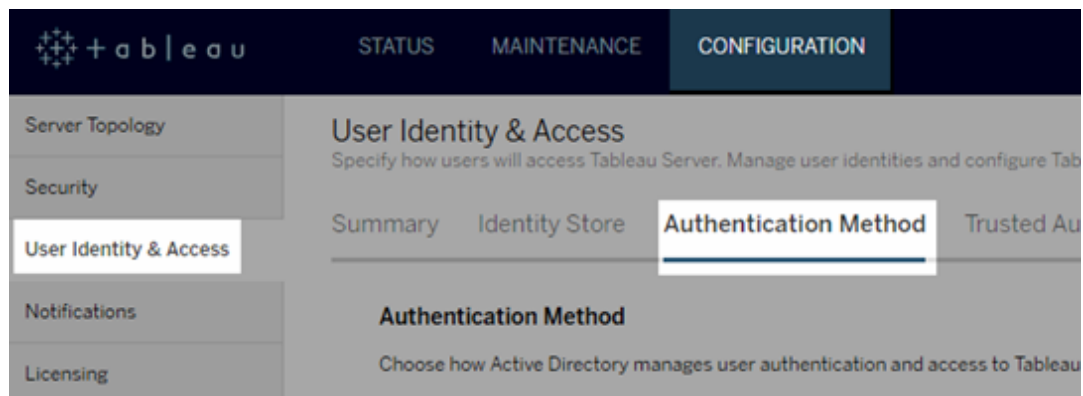 + a b | e a u
STATUS MAINTENANCE CONFIGURATION
Server Topology
Security
User Identity & Access
Notifications
Licensing
User Identity & Access
Specify how users will access Tableau Server. Manage user identities and configure Tab
Summary Identity Store Authentication Method Trusted Au
Authentication Method
Choose how Active Directory manages user authentication and access to Tableau